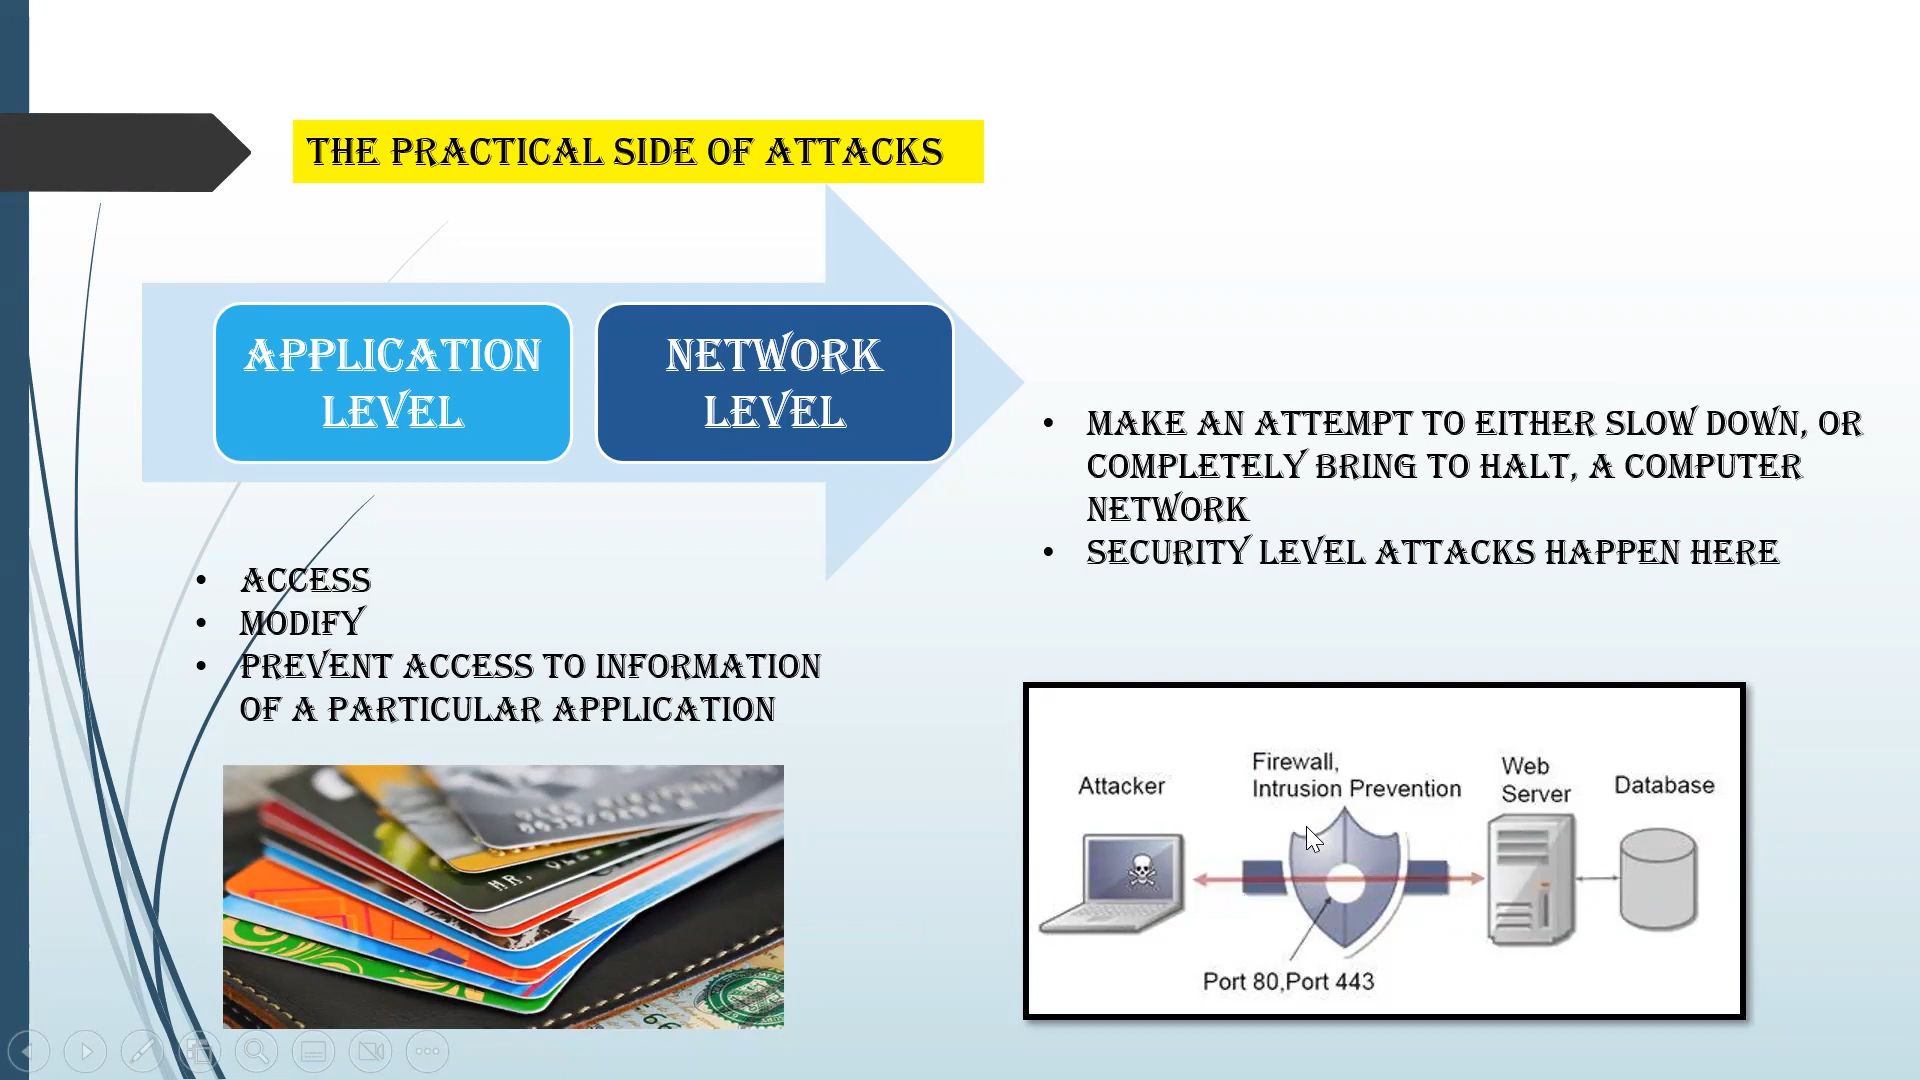 THE PRACTICAL SIDE OF ATTACKS
APPLICATION
LEVEL
NETWORK
LEVEL
• MAKE AN ATTEMPT TO EITHER SLOW DOWN, OR
COMPLETELY BRING TO HALT, A COMPUTER
NETWORK
• SECURITY LEVEL ATTACKS HAPPEN HERE
• ACCESS
• MODIFY
• PREVENT ACCESS TO INFORMATION
OF A PARTICULAR APPLICATION
MR.
Attacker
Firewall,
Intrusion Prevention
Web
Server
Database
Port 80,Port 443